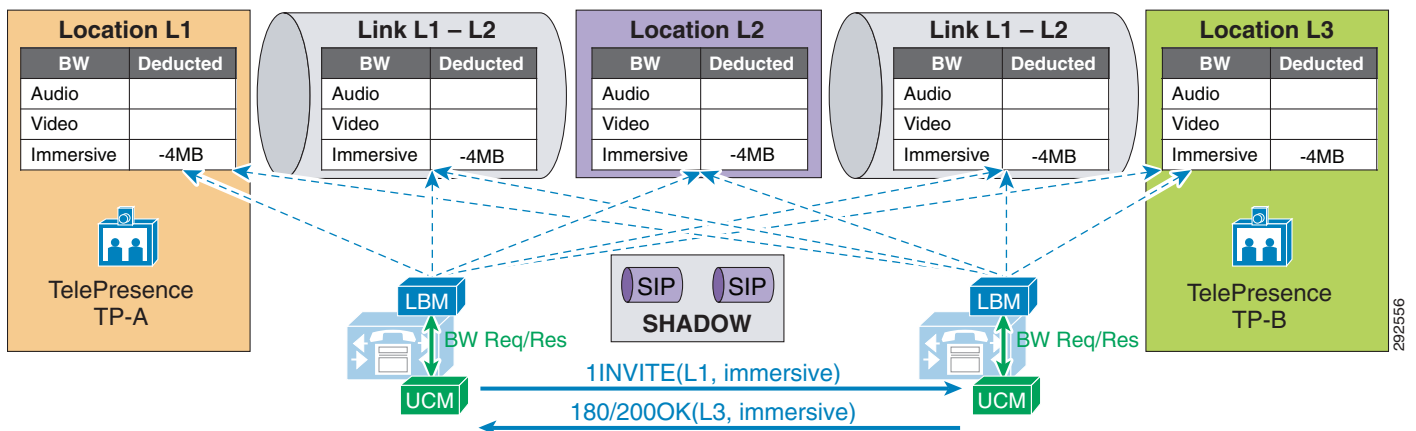 Location L1
BW Deducted
Audio
Video
Immersive -4MB
TelePresence
TP-A
Link L1 – L2
BW Deducted
Audio
Video
Immersive -4MB
Location L2
BW Deducted
Audio
Video
Immersive -4MB
Link L1 – L2
BW Deducted
Audio
Video
Immersive -4MB
Location L3
BW Deducted
Audio
Video
Immersive -4MB
TelePresence
TP-B
LBM
BW Req/Res
UCM
SIP SIP
SHADOW
LBM
BW Req/Res
UCM
1INVITE(L1, immersive)
180/200OK(L3, immersive)
292556